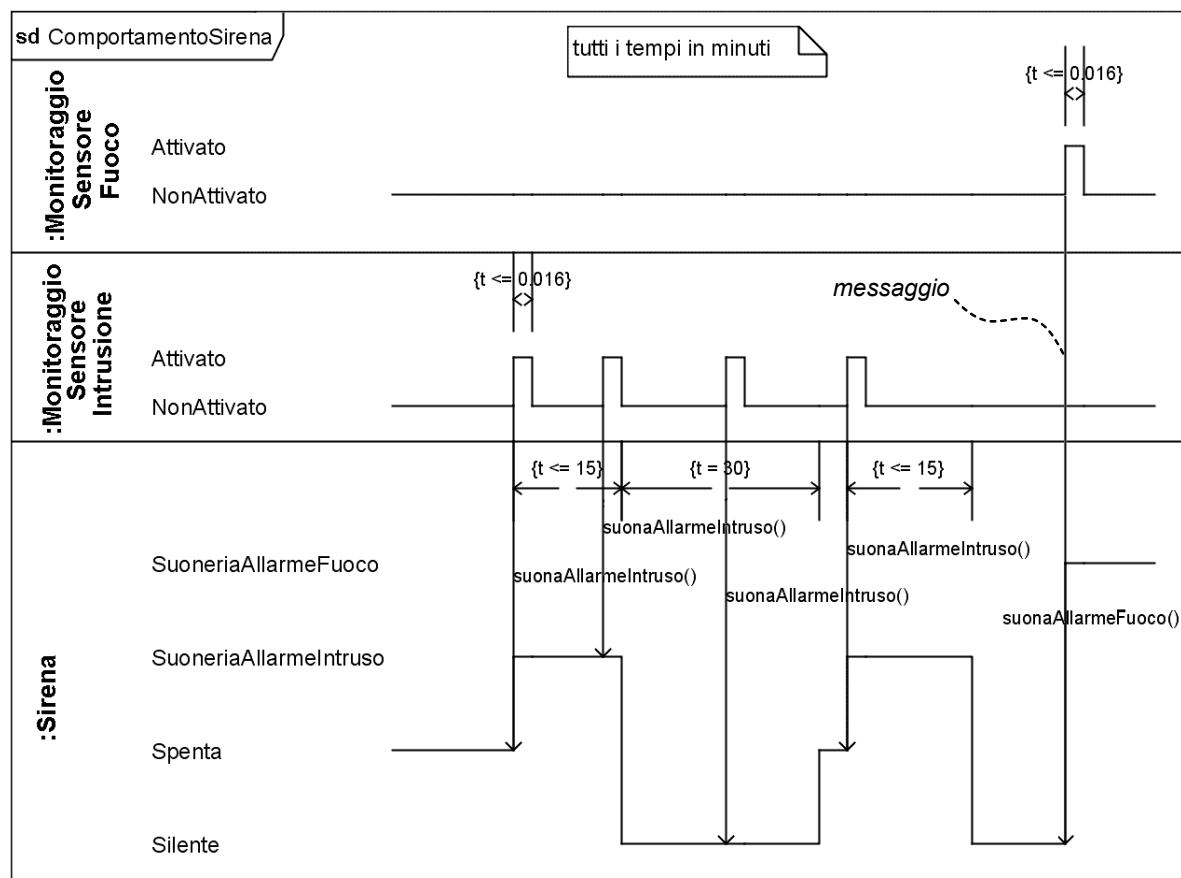 sd ComportamentoSirena
tutti i tempi in minuti
{t <= 0.016}
:Monitoraggio
Sensore
Fuoco
Attivato
NonAttivato
{t <= 0.016}
messaggio
:Monitoraggio
Sensore
Intrusione
Attivato
NonAttivato
{t <= 15}
{t = 30}
{t <= 15}
suonaAllarmeIntruso()
suonaAllarmeIntruso()
SuoneriaAllarmeFuoco
suonaAllarmeIntruso()
suonaAllarmeIntruso()
suonaAllarmeFuoco()
:Sirena
SuoneriaAllarmeIntruso
Spenta
Silente